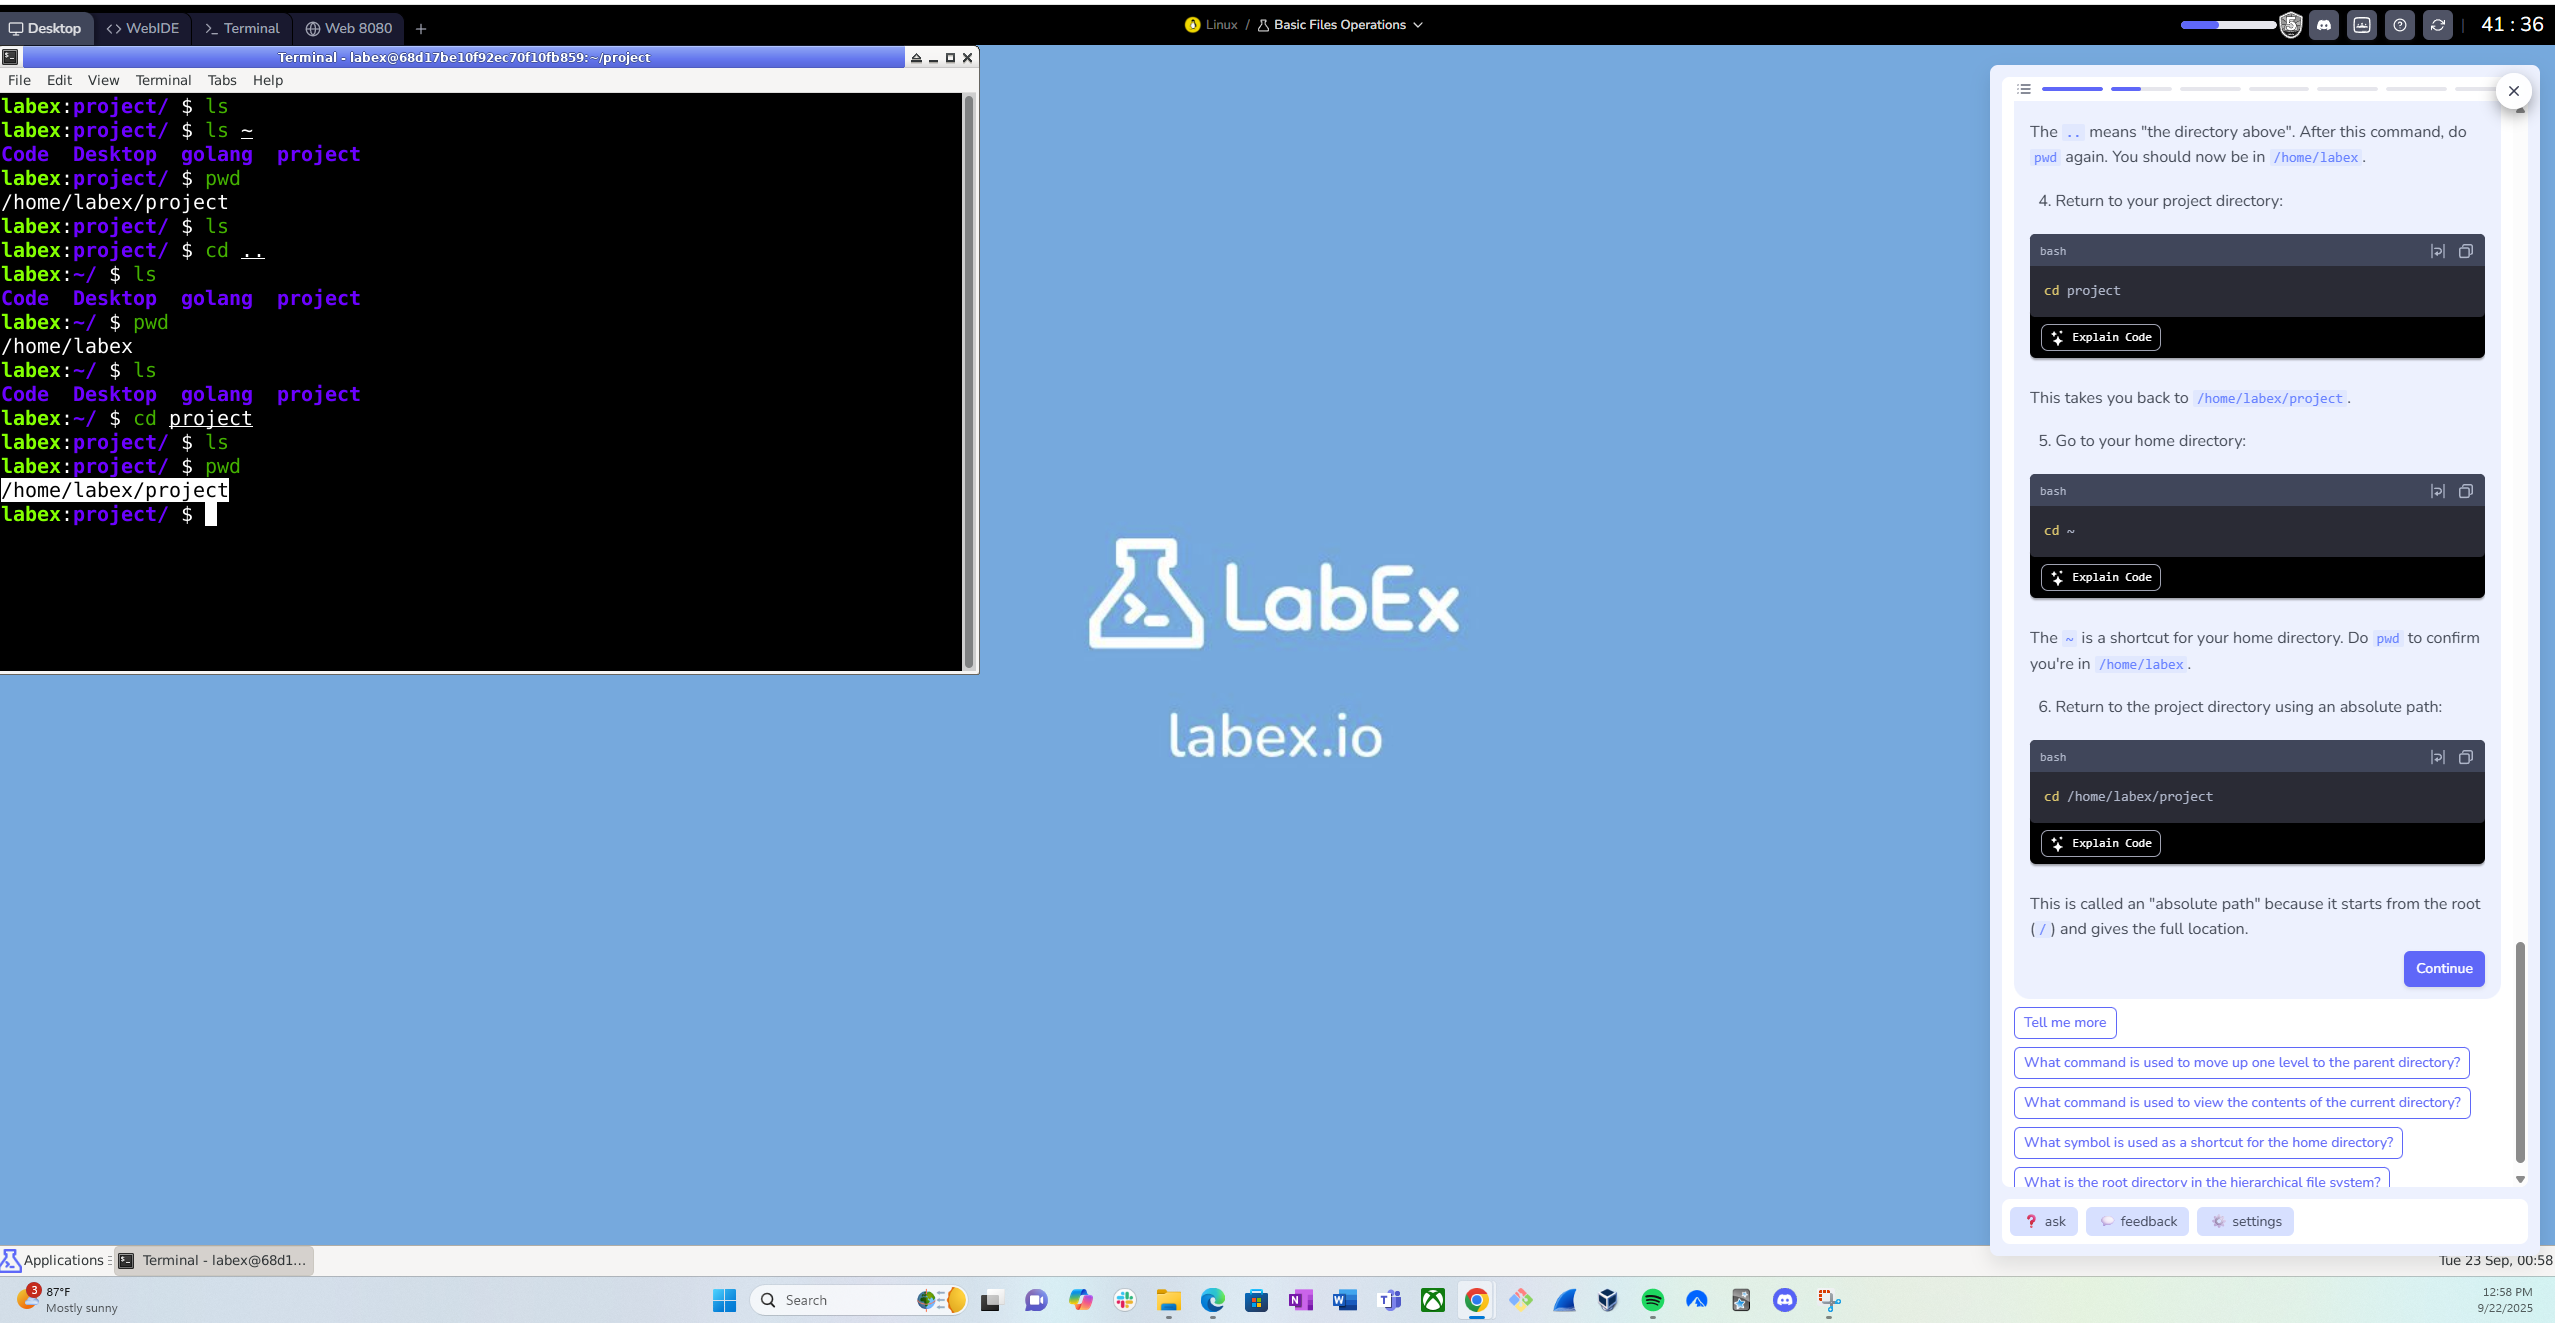 Desktop
WebIDE
Terminal
Web 8080
Linux / Basic Files Operations
5
41 : 36
Terminal - labex@68d17be10f92ec70f10fb859:~/project
File Edit View Terminal Tabs Help
labex:project/ $ ls
labex:project/ $ ls ~
Code Desktop golang project
labex:project/ $ pwd
/home/labex/project
labex:project/ $ ls
labex:project/ $ cd ..
labex:~/ $ ls
Code Desktop golang project
labex:~/ $ pwd
/home/labex
labex:~/ $ ls
Code Desktop golang project
labex:~/ $ cd project
labex:project/ $ ls
labex:project/ $ pwd
/home/labex/project
labex:project/ $
LabEx
labex.io
The .. means "the directory above". After this command, do
pwd again. You should now be in /home/labex.
4. Return to your project directory:
bash
cd project
Explain Code
This takes you back to /home/labex/project.
5. Go to your home directory:
bash
cd ~
Explain Code
The ~ is a shortcut for your home directory. Do pwd to confirm
you're in /home/labex.
6. Return to the project directory using an absolute path:
bash
cd /home/labex/project
Explain Code
This is called an "absolute path" because it starts from the root
( / ) and gives the full location.
Continue
Tell me more
What command is used to move up one level to the parent directory?
What command is used to view the contents of the current directory?
What symbol is used as a shortcut for the home directory?
What is the root directory in the hierarchical file system?
ask
feedback
settings
Applications
Terminal - labex@68d1...
Tue 23 Sep, 00:58
3
87°F
Mostly sunny
Search
12:58 PM
9/22/2025